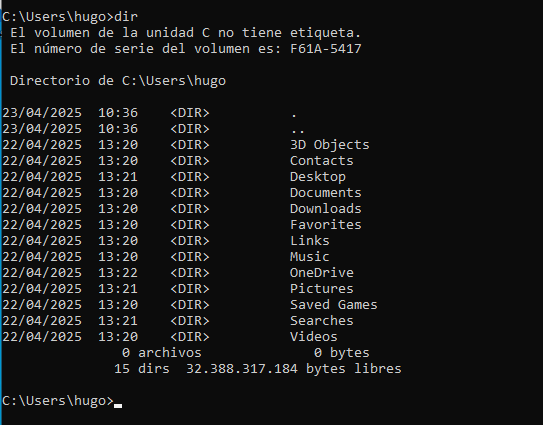 C:\Users\hugo>dir
 El volumen de la unidad C no tiene etiqueta.
 El número de serie del volumen es: F61A-5417

 Directorio de C:\Users\hugo

23/04/2025  10:36    <DIR>          .
23/04/2025  10:36    <DIR>          ..
22/04/2025  13:20    <DIR>          3D Objects
22/04/2025  13:20    <DIR>          Contacts
22/04/2025  13:21    <DIR>          Desktop
22/04/2025  13:20    <DIR>          Documents
22/04/2025  13:20    <DIR>          Downloads
22/04/2025  13:20    <DIR>          Favorites
22/04/2025  13:20    <DIR>          Links
22/04/2025  13:20    <DIR>          Music
22/04/2025  13:22    <DIR>          OneDrive
22/04/2025  13:21    <DIR>          Pictures
22/04/2025  13:20    <DIR>          Saved Games
22/04/2025  13:21    <DIR>          Searches
22/04/2025  13:20    <DIR>          Videos
               0 archivos              0 bytes
              15 dirs  32.388.317.184 bytes libres

C:\Users\hugo>